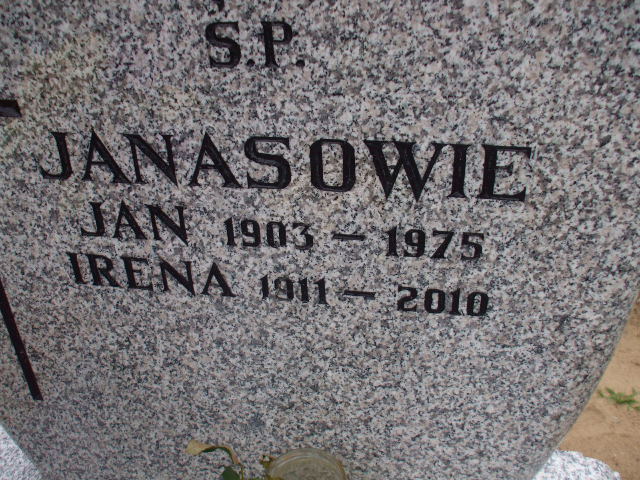 Ś.P.
JANASOWIE
JAN 1903 – 1975
IRENA 1911 – 2010